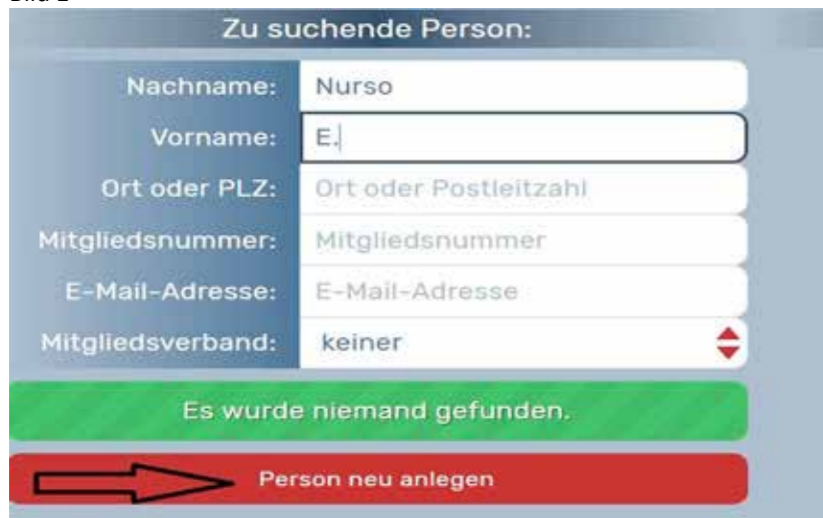 Zu suchende Person:
Nachname: Nurso
Vorname: E.
Ort oder PLZ: Ort oder Postleitzahl
Mitgliedsnummer: Mitgliedsnummer
E-Mail-Adresse: E-Mail-Adresse
Mitgliedsverband: keiner
Es wurde niemand gefunden.
Person neu anlegen